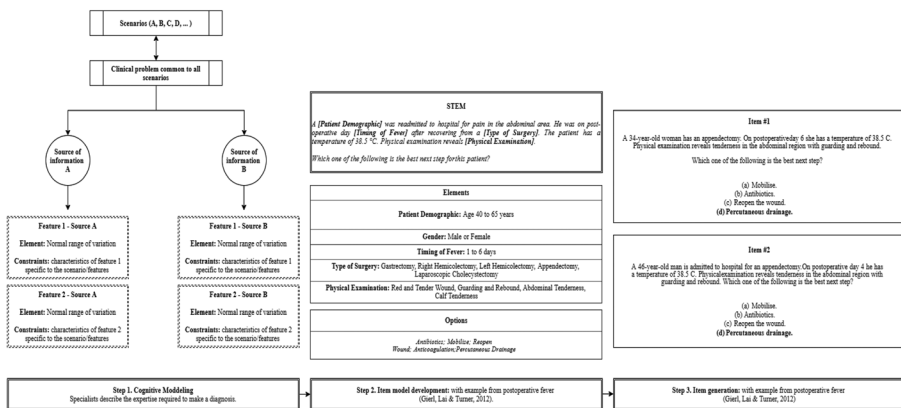 Scenarios (A, B, C, D, ... )
Clinical problem common to all
scenarios
Source of
information
A
Source of
information
B
Feature 1 - Source A
Element: Normal range of variation
Constraints: characteristics of feature 1
specific to the scenario/features
Feature 2 - Source A
Element: Normal range of variation
Constraints: characteristics of feature 2
specific to the scenario/features
Feature 1 - Source B
Element: Normal range of variation
Constraints: characteristics of feature 1
specific to the scenario/features
Feature 2 - Source B
Element: Normal range of variation
Constraints: characteristics of feature 2
specific to the scenario/features
STEM
A [Patient Demographic] was readmitted to hospital for pain in the abdominal area. He was on post-
operative day [Timing of Fever] after recovering from a [Type of Surgery]. The patient has a
temperature of 38.5 °C. Physical examination reveals [Physical Examination].
Which one of the following is the best next step forthis patient?
Elements
Patient Demographic: Age 40 to 65 years
Gender: Male or Female
Timing of Fever: 1 to 6 days
Type of Surgery: Gastrectomy, Right Hemicolectomy, Left Hemicolectomy, Appendectomy,
Laparoscopic Cholecystectomy
Physical Examination: Red and Tender Wound, Guarding and Rebound, Abdominal Tenderness,
Calf Tenderness
Options
Antibiotics; Mobilise; Reopen
Wound; Anticoagulation;Percutaneous Drainage
Item #1
A 34-year-old woman has an appendectomy. On postoperativeday 6 she has a temperature of 38.5 C.
Physical examination reveals tenderness in the abdominal region with guarding and rebound.
Which one of the following is the best next step?
(a) Mobilise.
(b) Antibiotics.
(c) Reopen the wound.
(d) Percutaneous drainage.
Item #2
A 46-year-old man is admitted to hospital for an appendectomy.On postoperative day 4 he has
a temperature of 38.5 C. Physicalexamination reveals tenderness in the abdominal region with
guarding and rebound. Which one of the following is the best next step?
(a) Mobilise.
(b) Antibiotics.
(c) Reopen the wound.
(d) Percutaneous drainage.
Step 1. Cognitive Moddeling
Specialists describe the expertise required to make a diagnosis.
Step 2. Item model development: with example from postoperative fever
(Gierl, Lai & Turner, 2012).
Step 3. Item generation: with example from postoperative fever
(Gierl, Lai & Turner, 2012).